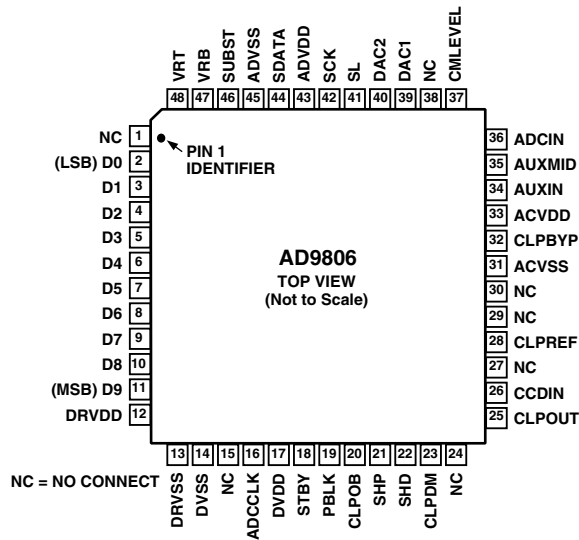 VRT
VRB
SUBST
ADVSS
SDATA
ADVDD
SCK
SL
DAC2
DAC1
NC
CMLEVEL
48 47 46 45 44 43 42 41 40 39 38 37
NC 1
(LSB) D0 2
D1 3
D2 4
D3 5
D4 6
D5 7
D6 8
D7 9
D8 10
(MSB) D9 11
DRVDD 12
PIN 1
IDENTIFIER
AD9806
TOP VIEW
(Not to Scale)
36 ADCIN
35 AUXMID
34 AUXIN
33 ACVDD
32 CLPBYP
31 ACVSS
30 NC
29 NC
28 CLPREF
27 NC
26 CCDIN
25 CLPOUT
13 14 15 16 17 18 19 20 21 22 23 24
DRVSS
DVSS
NC
ADCCLK
DVDD
STBY
PBLK
CLPOB
SHP
SHD
CLPDM
NC
NC = NO CONNECT